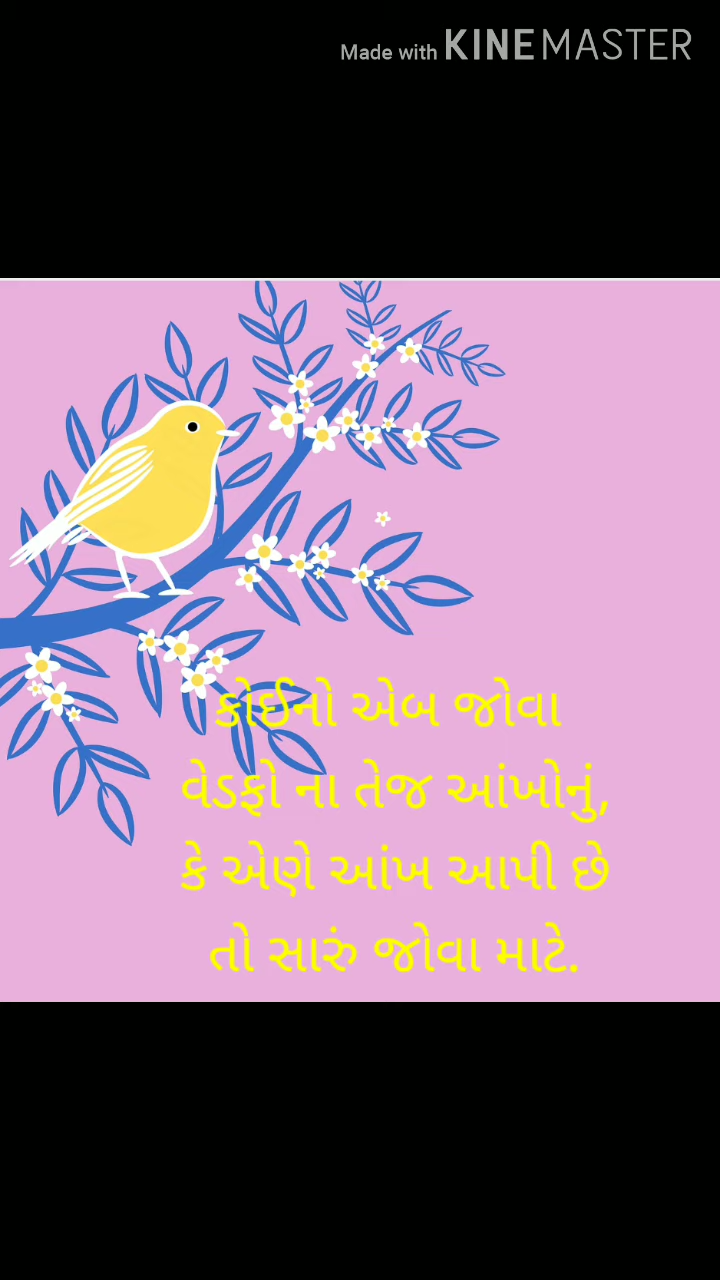 Made with KINEMASTER
કોઈનો એબ જોવા
વેડફો ના તેજ આંખોનું,
કે એણે આંખ આપી છે
તો સારું જોવા માટે.